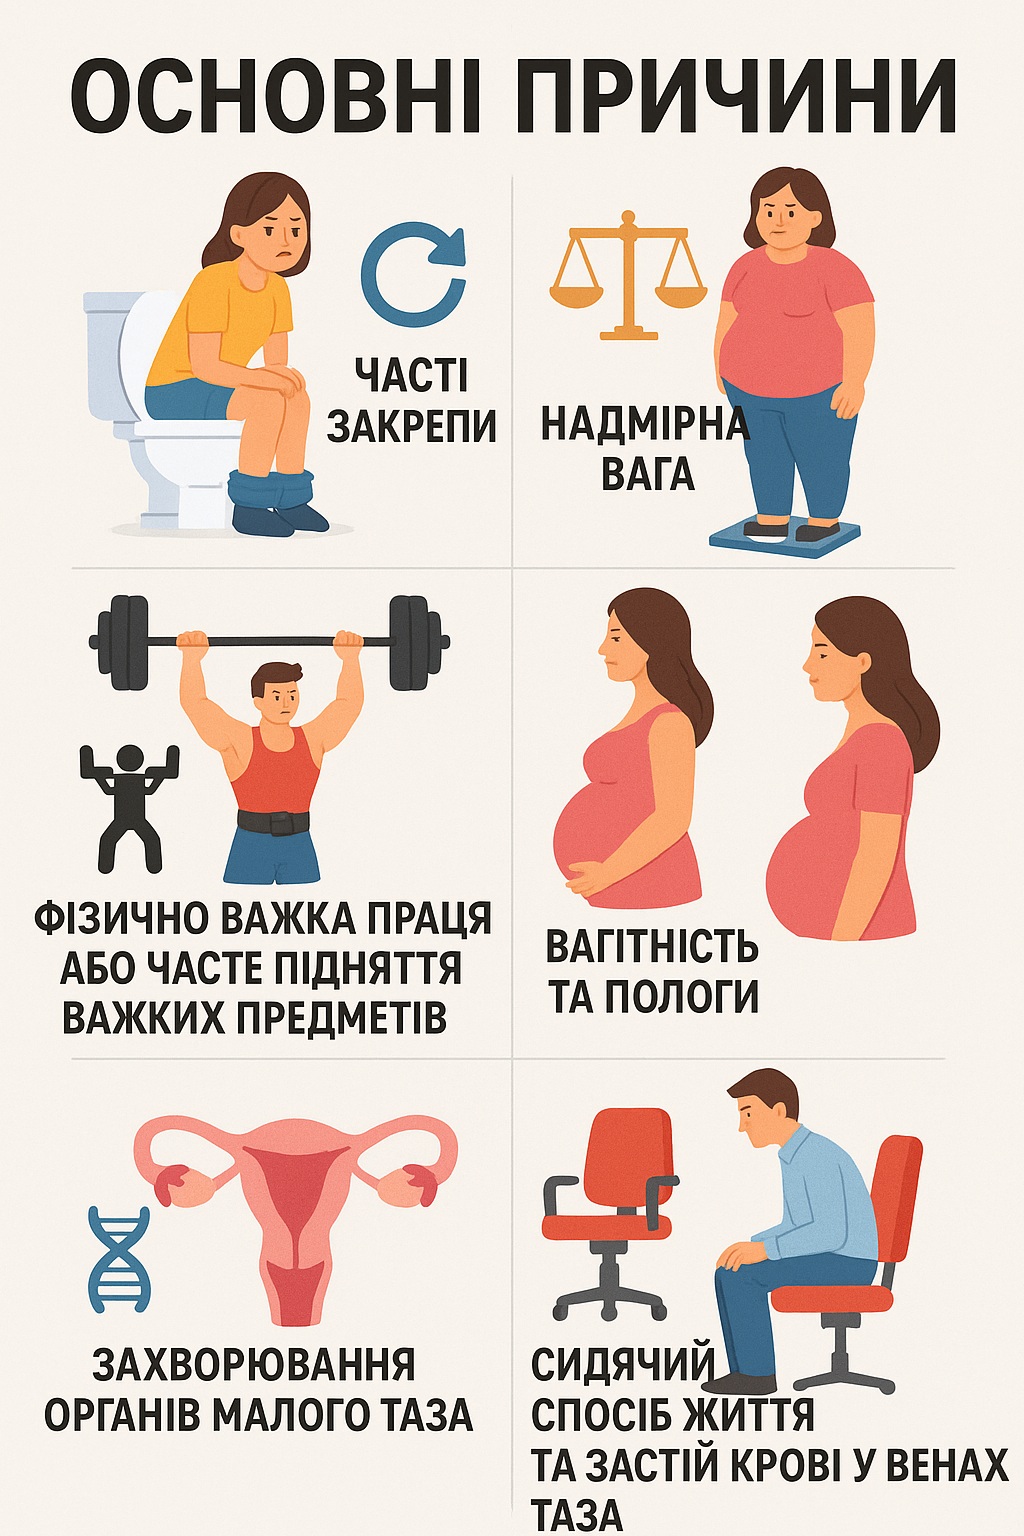 ОСНОВНІ ПРИЧИНИ
ЧАСТІ
ЗАКРЕПИ
НАДМІРНА
ВАГА
ФІЗИЧНО ВАЖКА ПРАЦЯ
АБО ЧАСТЕ ПІДНЯТТЯ
ВАЖКИХ ПРЕДМЕТІВ
ВАГІТНІСТЬ
ТА ПОЛОГИ
ЗАХВОРЮВАННЯ
ОРГАНІВ МАЛОГО ТАЗА
СИДЯЧИЙ
СПОСІБ ЖИТТЯ
ТА ЗАСТІЙ КРОВІ У ВЕНАХ
ТАЗА